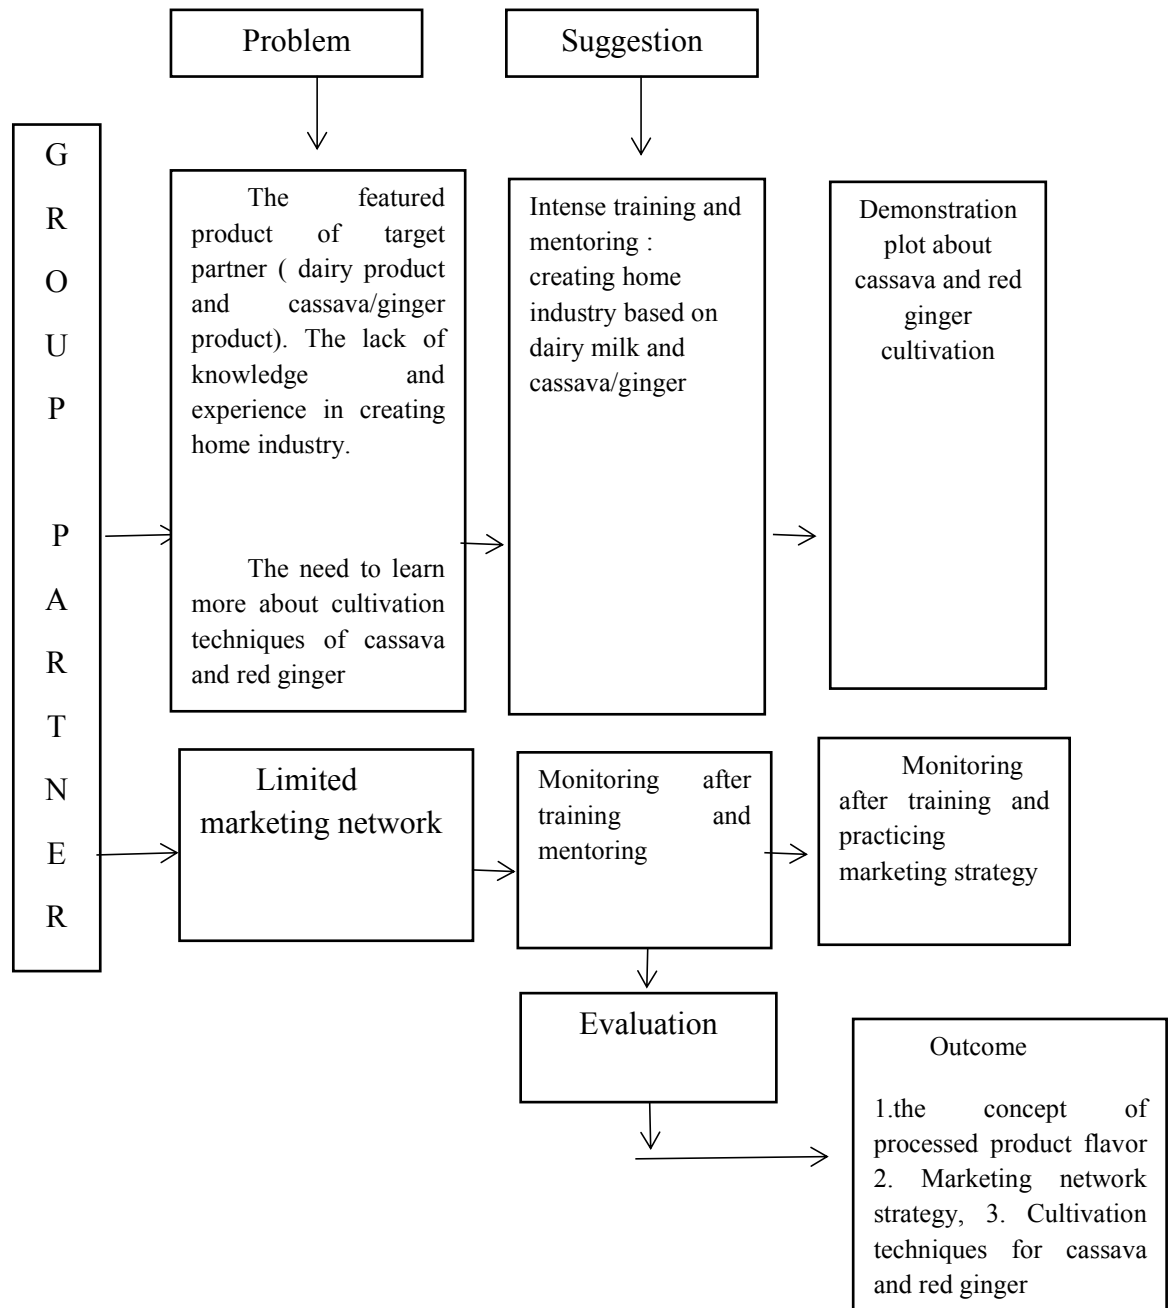 Problem
Suggestion
G
R
O
U
P
P
A
R
T
N
E
R
The featured
product of target
partner ( dairy product
and cassava/ginger
product). The lack of
knowledge and
experience in creating
home industry.
The need to learn
more about cultivation
techniques of cassava
and red ginger
Intense training and
mentoring :
creating home
industry based on
dairy milk and
cassava/ginger
Demonstration
plot about
cassava and red
ginger
cultivation
Limited
marketing network
Monitoring after
training and
mentoring
Monitoring
after training and
practicing
marketing strategy
Evaluation
Outcome
1.the concept of
processed product flavor
2. Marketing network
strategy, 3. Cultivation
techniques for cassava
and red ginger